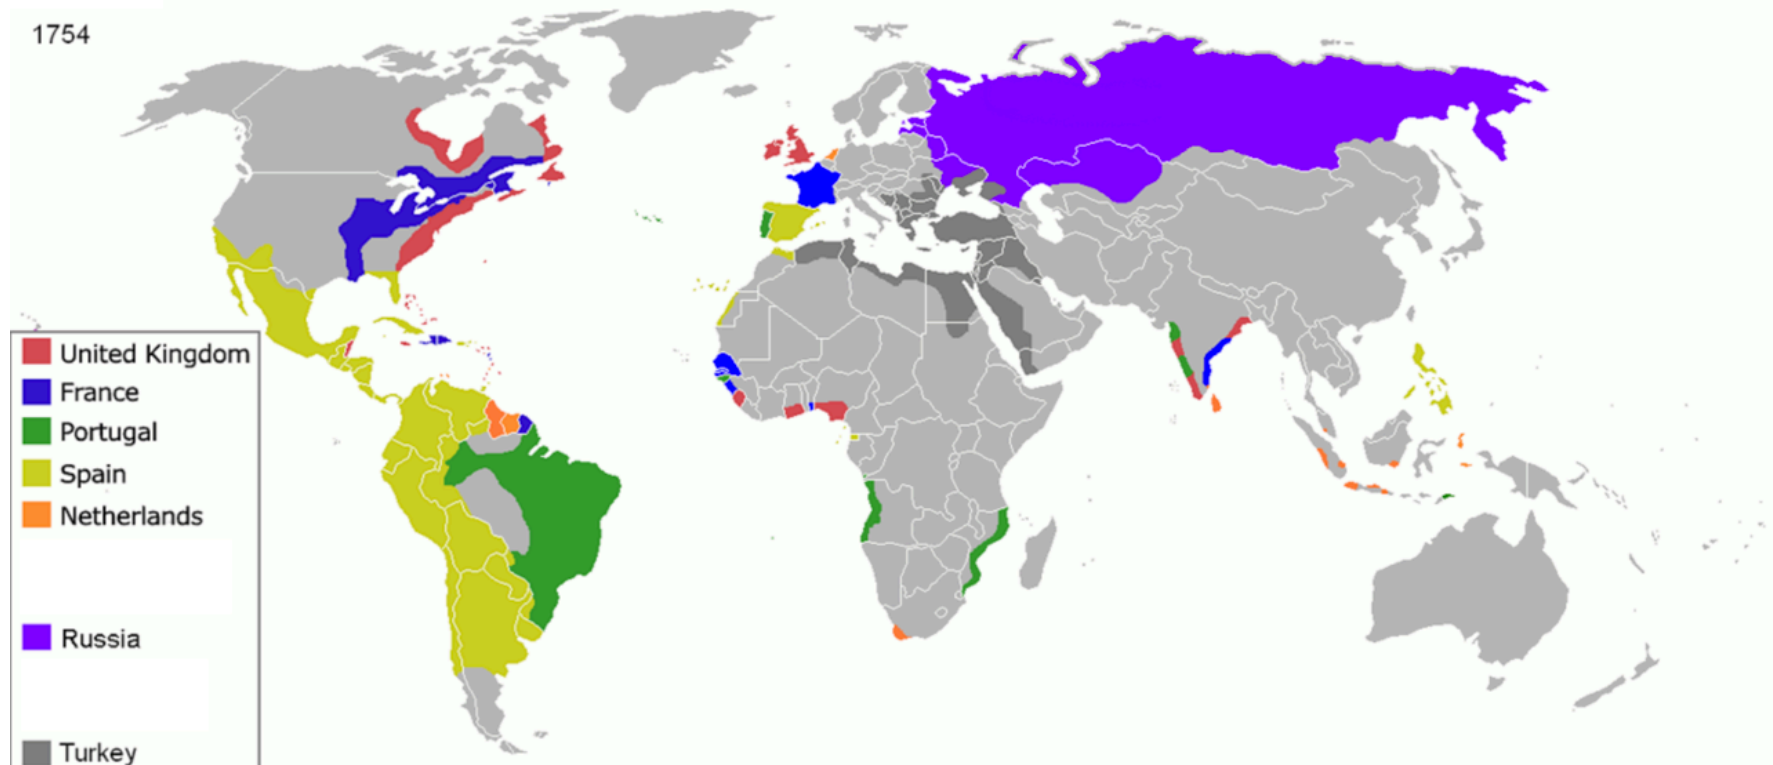 1754
United Kingdom
France
Portugal
Spain
Netherlands
Russia
Turkey